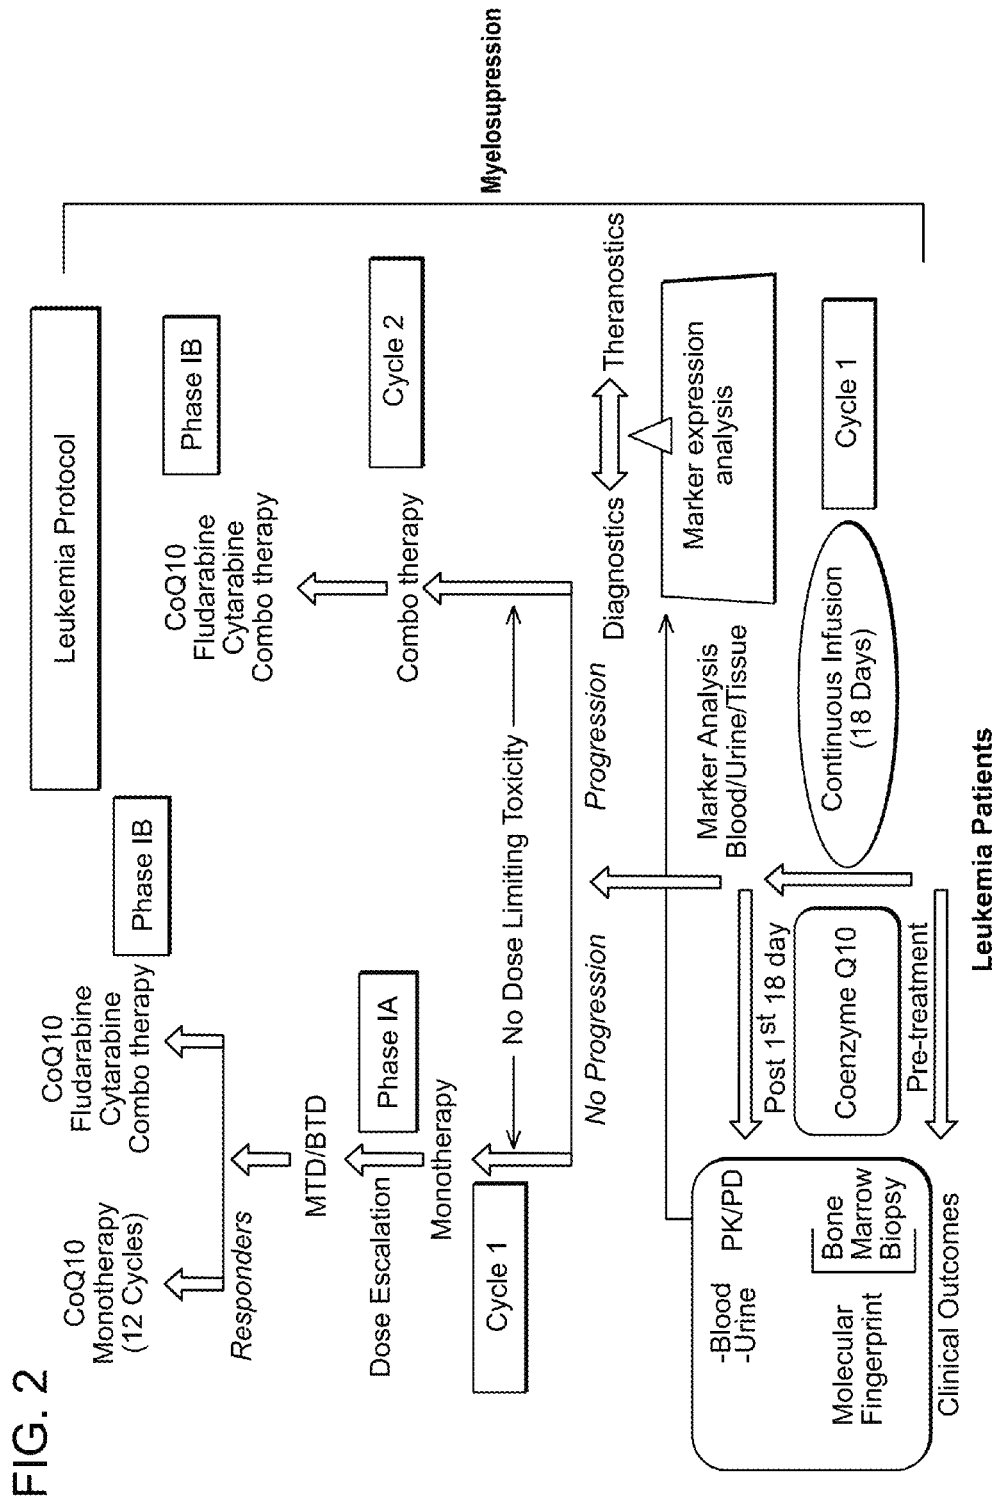 FIG. 2
Leukemia Protocol
CoQ10
Monotherapy
(12 Cycles)
CoQ10
Fludarabine
Cytarabine
Combo therapy
Phase IB
CoQ10
Fludarabine
Cytarabine
Combo therapy
Phase IB
Responders
MTD/BTD
Dose Escalation
Phase IA
Monotherapy
Combo therapy
Cycle 2
Cycle 1
No Dose Limiting Toxicity
Myelosupression
No Progression
Progression
Diagnostics
Theranostics
Marker Analysis
Blood/Urine/Tissue
Marker expression
analysis
-Blood
-Urine
PK/PD
Post 1st 18 day
Molecular
Fingerprint
Bone
Marrow
Biopsy
Coenzyme Q10
Continuous Infusion
(18 Days)
Cycle 1
Pre-treatment
Clinical Outcomes
Leukemia Patients